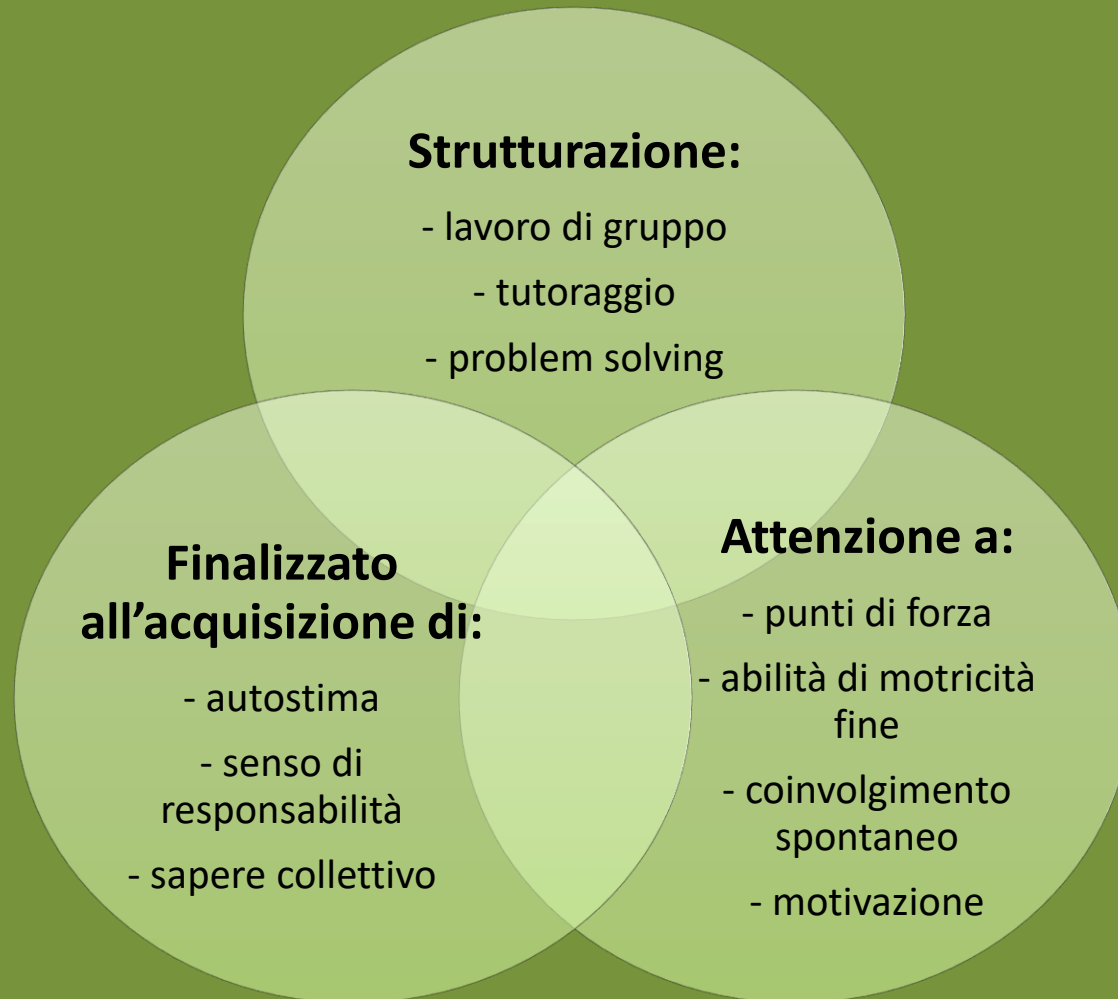 Strutturazione:
- lavoro di gruppo
- tutoraggio
- problem solving
Finalizzato
all’acquisizione di:
- autostima
- senso di
responsabilità
- sapere collettivo
Attenzione a:
- punti di forza
- abilità di motricità
fine
- coinvolgimento
spontaneo
- motivazione